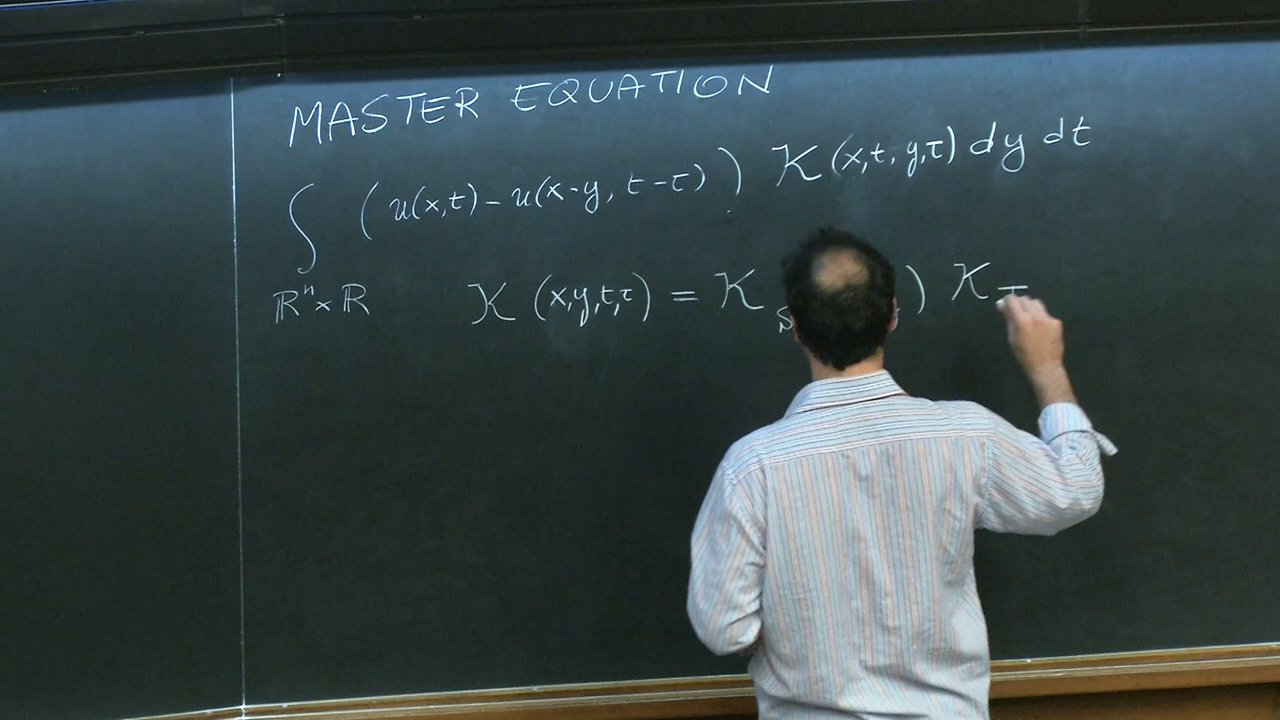 MASTER EQUATION
∫ (u(x,t) - u(x-y, t-τ)) K(x,t,y,τ) dy dt
ℝⁿ×ℝ
K(x,y,t,τ) = K ) K